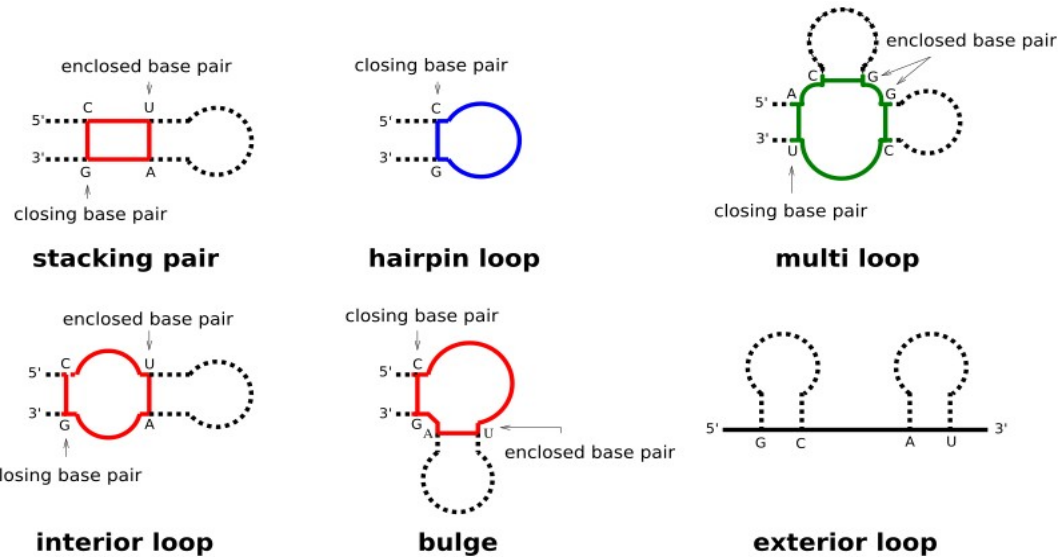 enclosed base pair
C U
5'
3'
G A
closing base pair
stacking pair
closing base pair
C
5'
3'
G
hairpin loop
enclosed base pair
C G
A G
5'
3'
U C
closing base pair
multi loop
enclosed base pair
C U
5'
3'
G A
losing base pair
interior loop
closing base pair
C
5'
3'
G A U
enclosed base pair
bulge
5' 3'
G C A U
exterior loop